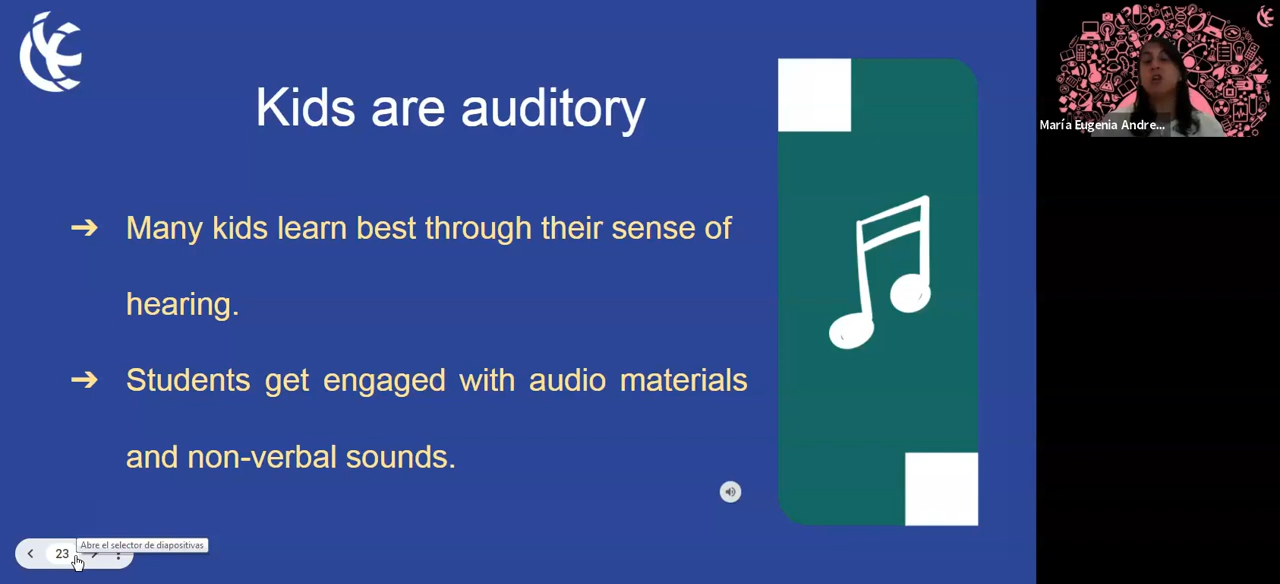 Kids are auditory
➔ Many kids learn best through their sense of
hearing.
➔ Students get engaged with audio materials
and non-verbal sounds.
23
Abre el selector de diapositivas
María Eugenia Andre...